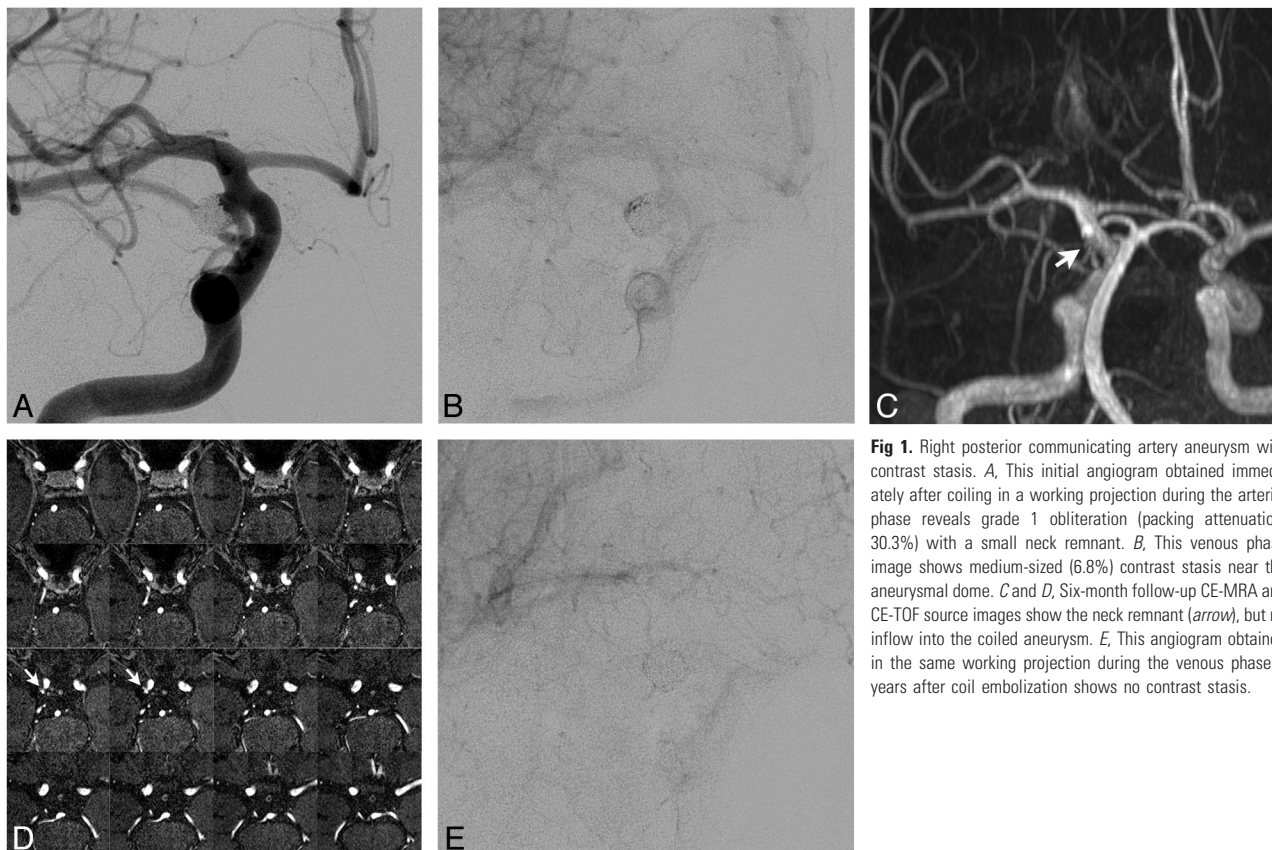 A
B
C
D
E
Fig 1. Right posterior communicating artery aneurysm wi
contrast stasis. A, This initial angiogram obtained immed
ately after coiling in a working projection during the arteri
phase reveals grade 1 obliteration (packing attenuatio
30.3%) with a small neck remnant. B, This venous phas
image shows medium-sized (6.8%) contrast stasis near th
aneurysmal dome. C and D, Six-month follow-up CE-MRA an
CE-TOF source images show the neck remnant (arrow), but n
inflow into the coiled aneurysm. E, This angiogram obtaine
in the same working projection during the venous phase
years after coil embolization shows no contrast stasis.